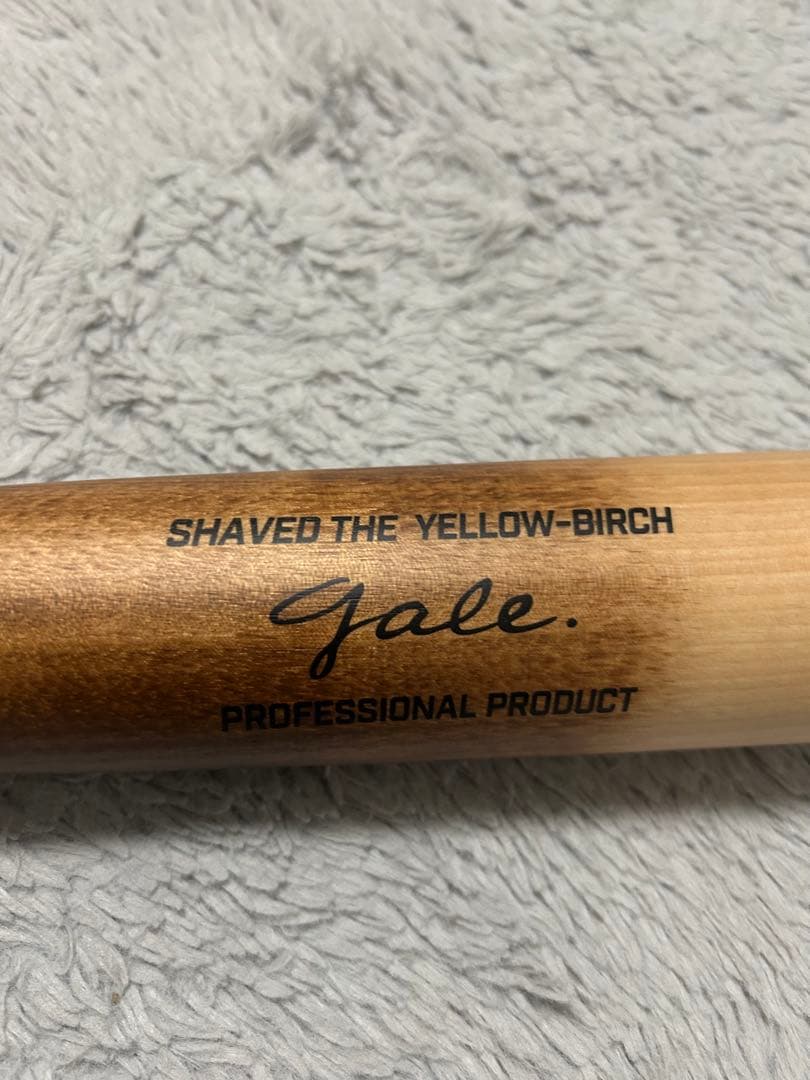 SHAVED THE YELLOW-BIRCH
gale.
PROFESSIONAL PRODUCT